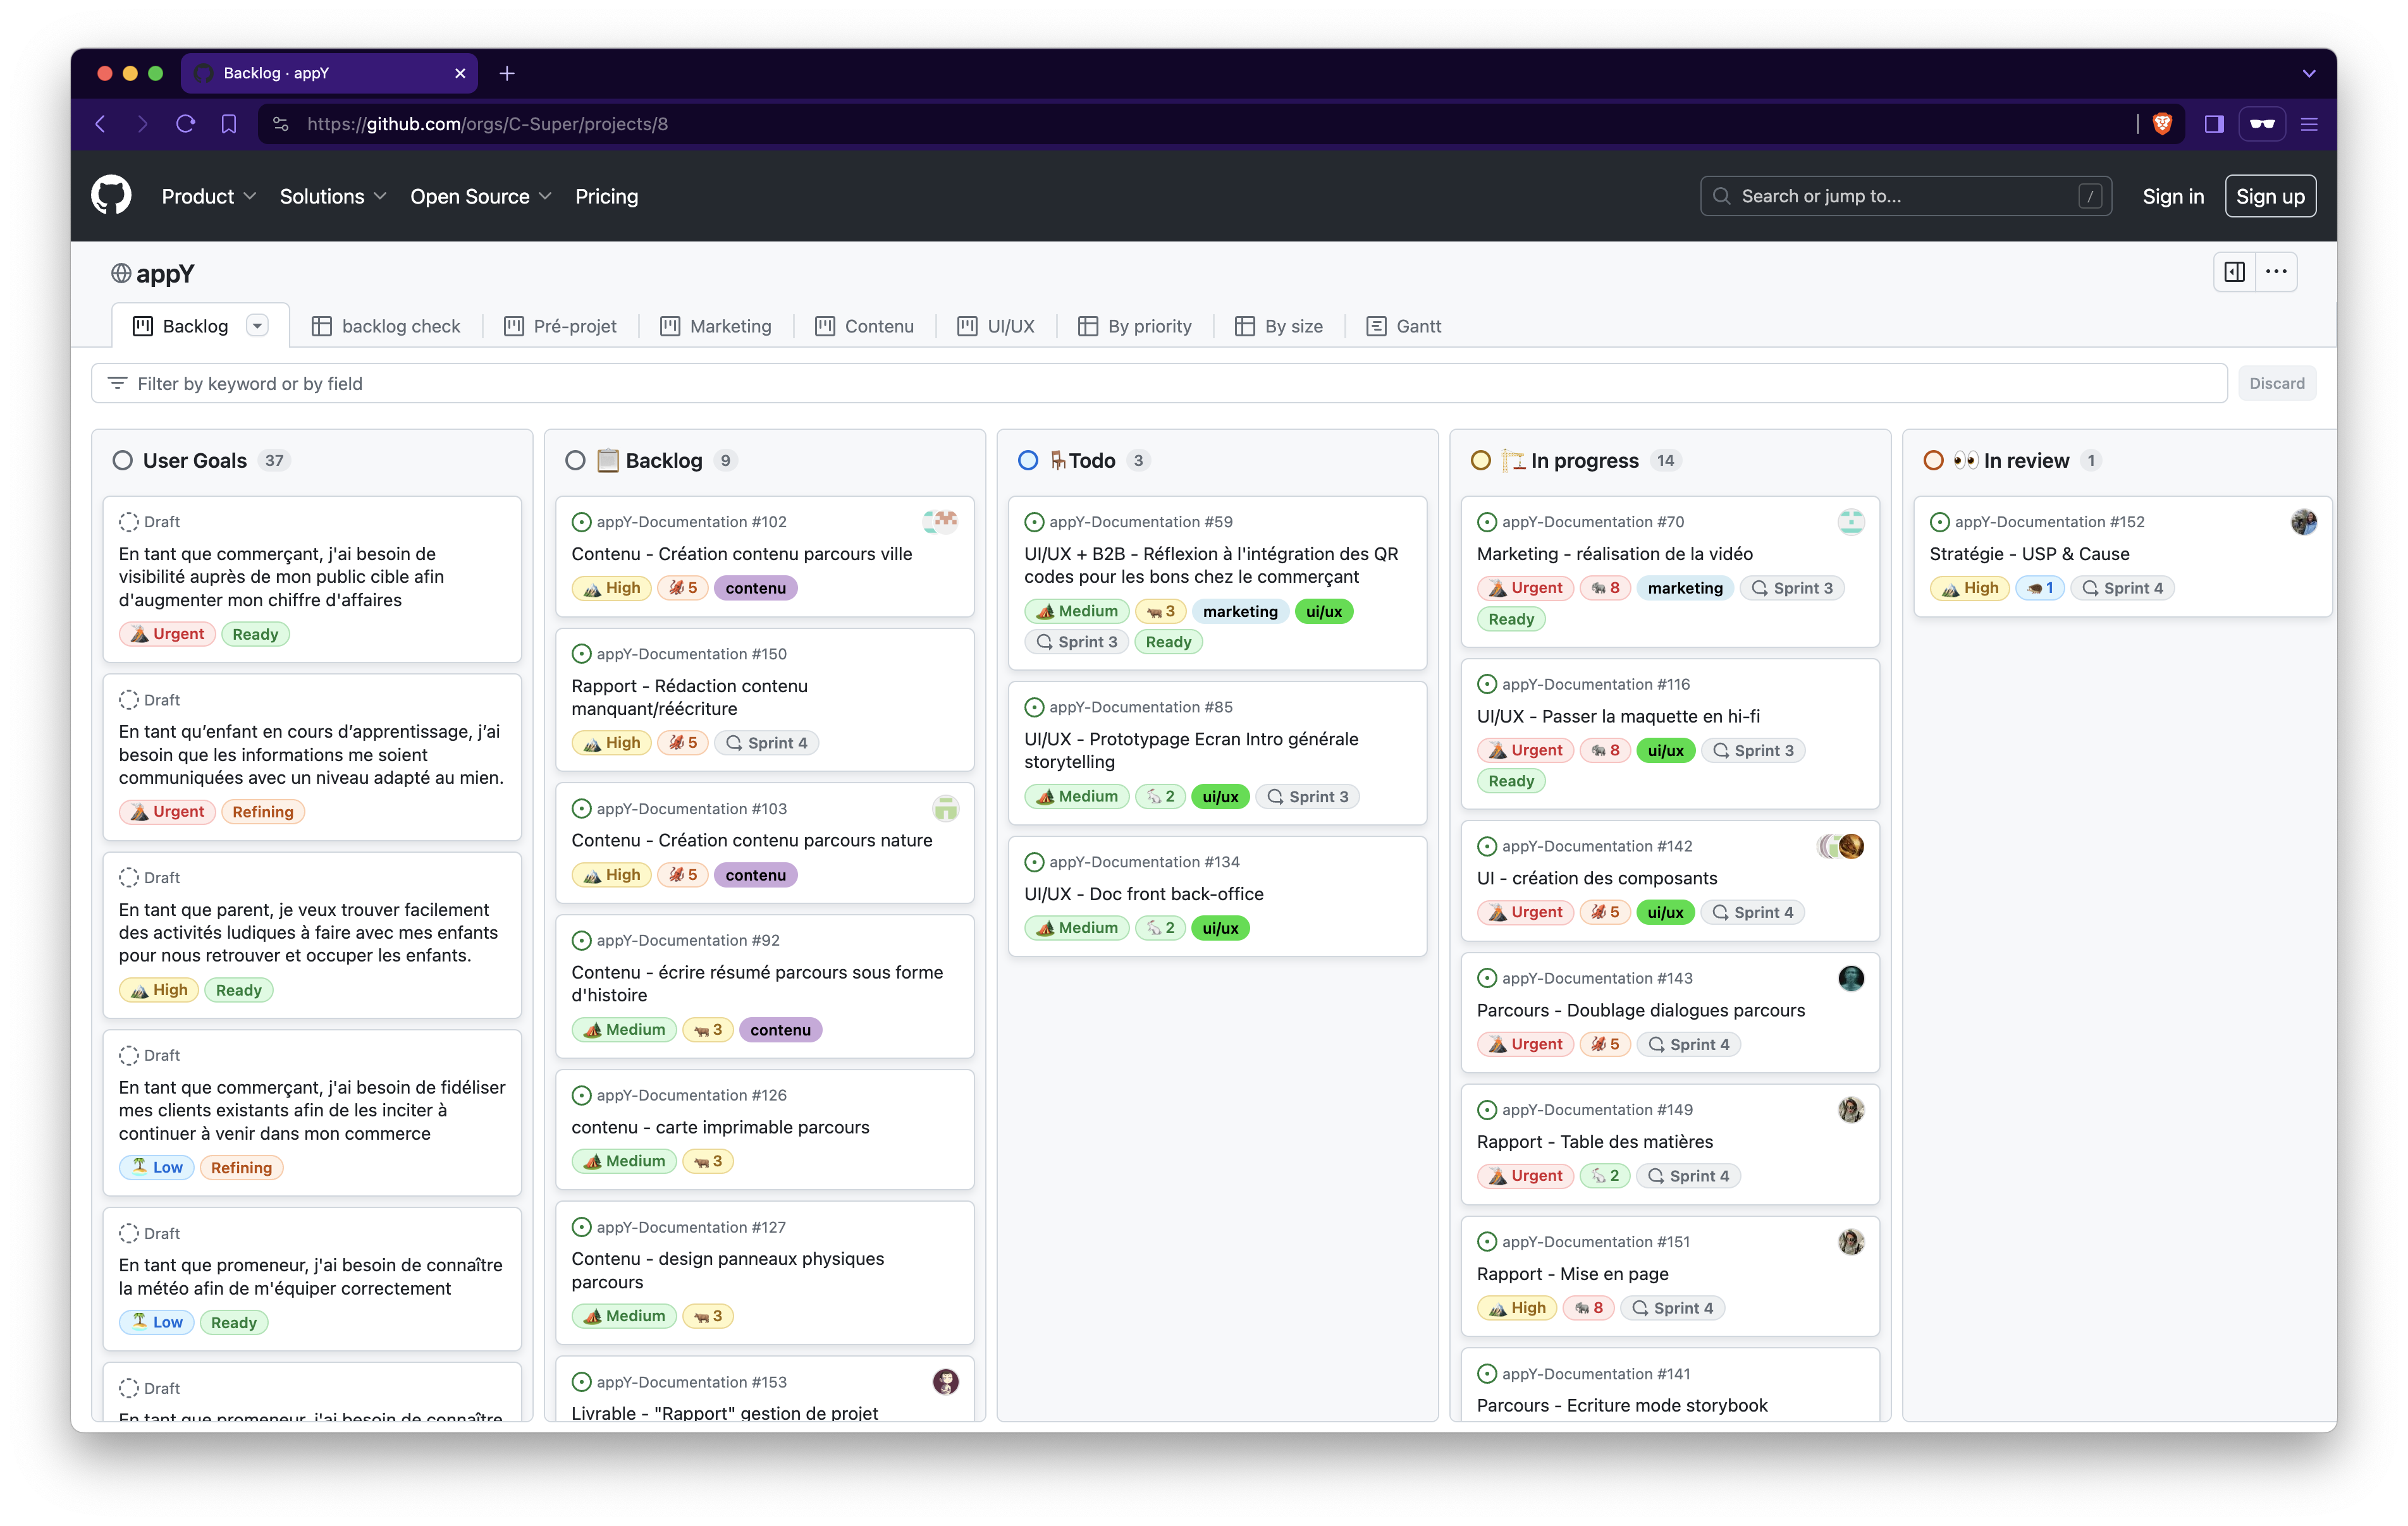 Backlog · appY
https://github.com/orgs/C-Super/projects/8
Product
Solutions
Open Source
Pricing
Search or jump to...
/
Sign in
Sign up
appY
Backlog
backlog check
Pré-projet
Marketing
Contenu
UI/UX
By priority
By size
Gantt
Filter by keyword or by field
Discard
User Goals 37
Draft
En tant que commerçant, j'ai besoin de
visibilité auprès de mon public cible afin
d'augmenter mon chiffre d'affaires
🌋 Urgent Ready
Draft
En tant qu’enfant en cours d’apprentissage, j’ai
besoin que les informations me soient
communiquées avec un niveau adapté au mien.
🌋 Urgent Refining
Draft
En tant que parent, je veux trouver facilement
des activités ludiques à faire avec mes enfants
pour nous retrouver et occuper les enfants.
🏔️ High Ready
Draft
En tant que commerçant, j'ai besoin de fidéliser
mes clients existants afin de les inciter à
continuer à venir dans mon commerce
🏝️ Low Refining
Draft
En tant que promeneur, j'ai besoin de connaître
la météo afin de m'équiper correctement
🏝️ Low Ready
Draft
En tant que promeneur, j'ai besoin de connaître
📋 Backlog 9
appY-Documentation #102
Contenu - Création contenu parcours ville
🏔️ High 🦑 5 contenu
appY-Documentation #150
Rapport - Rédaction contenu
manquant/réécriture
🏔️ High 🦑 5 Sprint 4
appY-Documentation #103
Contenu - Création contenu parcours nature
🏔️ High 🦑 5 contenu
appY-Documentation #92
Contenu - écrire résumé parcours sous forme
d'histoire
🏕️ Medium 🐂 3 contenu
appY-Documentation #126
contenu - carte imprimable parcours
🏕️ Medium 🐂 3
appY-Documentation #127
Contenu - design panneaux physiques
parcours
🏕️ Medium 🐂 3
appY-Documentation #153
Livrable - "Rapport" gestion de projet
🪑Todo 3
appY-Documentation #59
UI/UX + B2B - Réflexion à l'intégration des QR
codes pour les bons chez le commerçant
🏕️ Medium 🐂 3 marketing ui/ux
Sprint 3 Ready
appY-Documentation #85
UI/UX - Prototypage Ecran Intro générale
storytelling
🏕️ Medium 🐇 2 ui/ux Sprint 3
appY-Documentation #134
UI/UX - Doc front back-office
🏕️ Medium 🐇 2 ui/ux
🏗️ In progress 14
appY-Documentation #70
Marketing - réalisation de la vidéo
🌋 Urgent 🐘 8 marketing Sprint 3
Ready
appY-Documentation #116
UI/UX - Passer la maquette en hi-fi
🌋 Urgent 🐘 8 ui/ux Sprint 3
Ready
appY-Documentation #142
UI - création des composants
🌋 Urgent 🦑 5 ui/ux Sprint 4
appY-Documentation #143
Parcours - Doublage dialogues parcours
🌋 Urgent 🦑 5 Sprint 4
appY-Documentation #149
Rapport - Table des matières
🌋 Urgent 🐇 2 Sprint 4
appY-Documentation #151
Rapport - Mise en page
🏔️ High 🐘 8 Sprint 4
appY-Documentation #141
Parcours - Ecriture mode storybook
👀 In review 1
appY-Documentation #152
Stratégie - USP & Cause
🏔️ High 🦔 1 Sprint 4